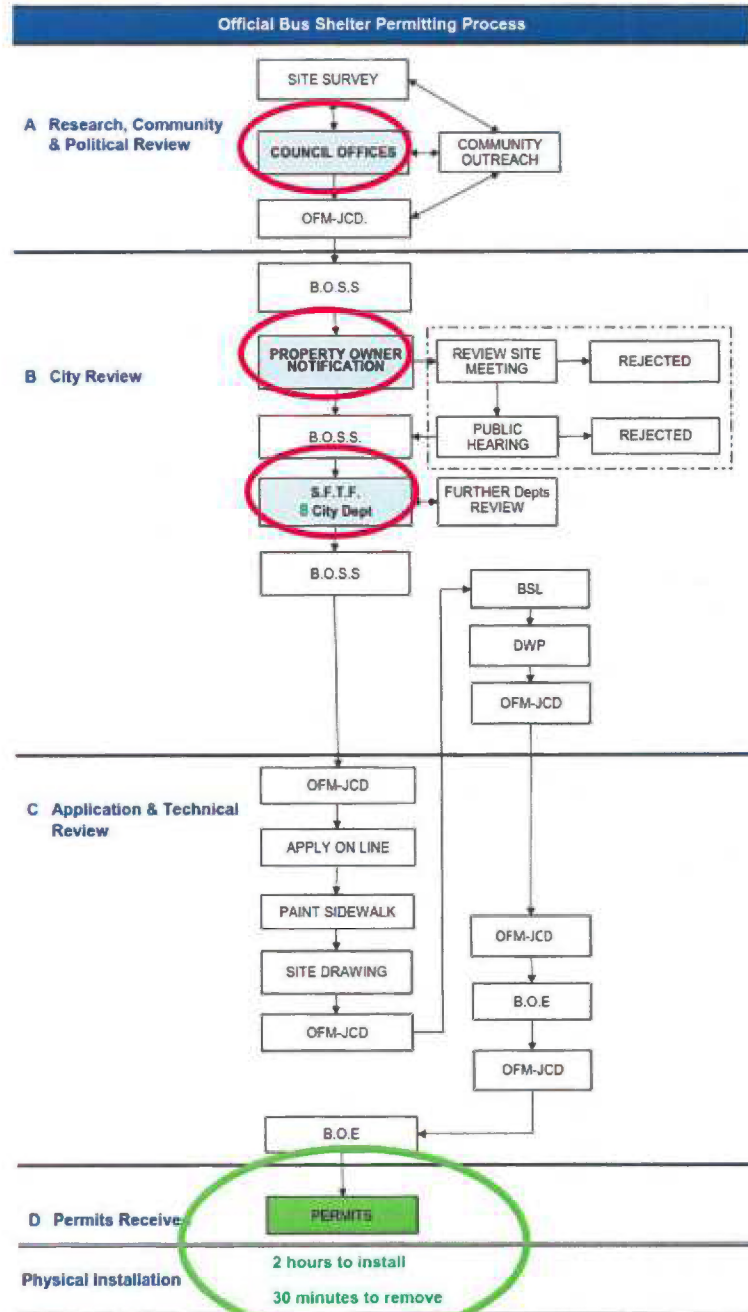 Official Bus Shelter Permitting Process
SITE SURVEY
A Research, Community
& Political Review
COUNCIL OFFICES
COMMUNITY
OUTREACH
OFM-JCD.
B.O.S.S
B City Review
PROPERTY OWNER
NOTIFICATION
REVIEW SITE
MEETING
REJECTED
B.O.S.S.
PUBLIC
HEARING
REJECTED
S.F.T.F.
8 City Dept
FURTHER Depts
REVIEW
B.O.S.S
BSL
DWP
OFM-JCD
C Application & Technical
Review
OFM-JCD
APPLY ON LINE
PAINT SIDEWALK
SITE DRAWING
OFM-JCD
OFM-JCD
B.O.E
OFM-JCD
B.O.E
D Permits Receive
PERMITS
Physical installation
2 hours to install
30 minutes to remove